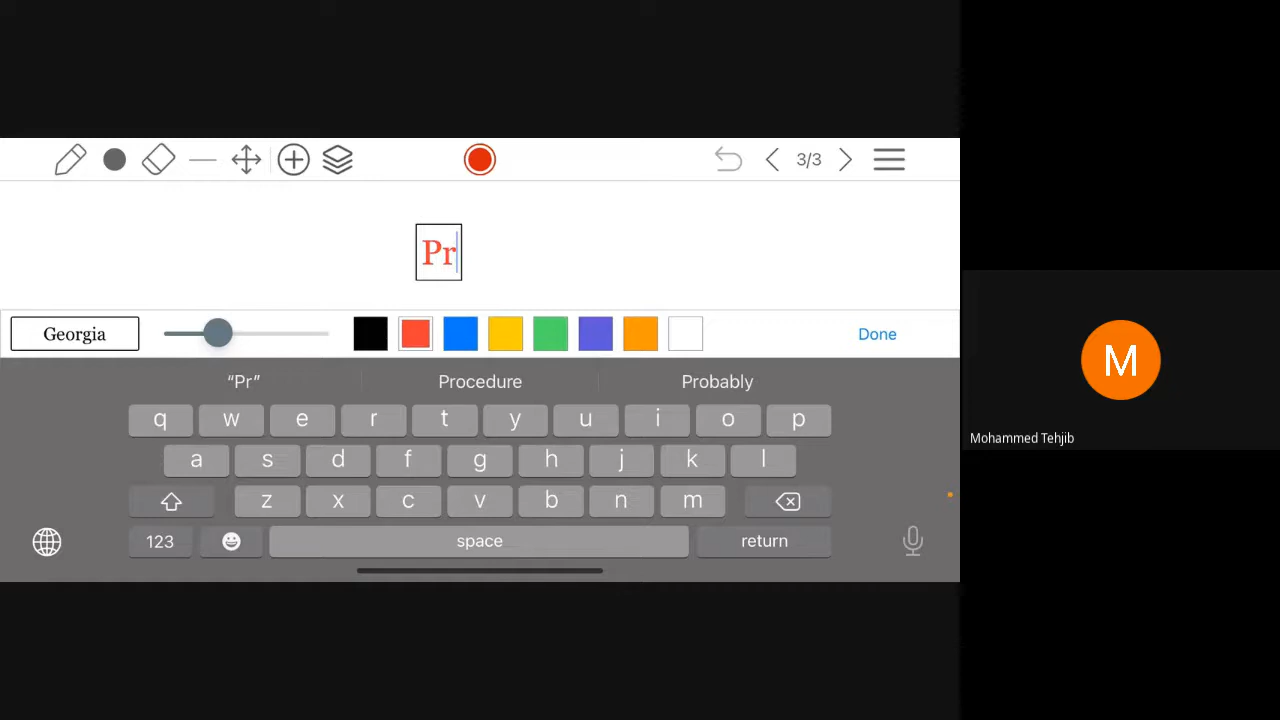 3/3
Pr
Georgia
Done
“Pr”
Procedure
Probably
q w e r t y u i o p
a s d f g h j k l
z x c v b n m
123
space
return
M
Mohammed Tehjib